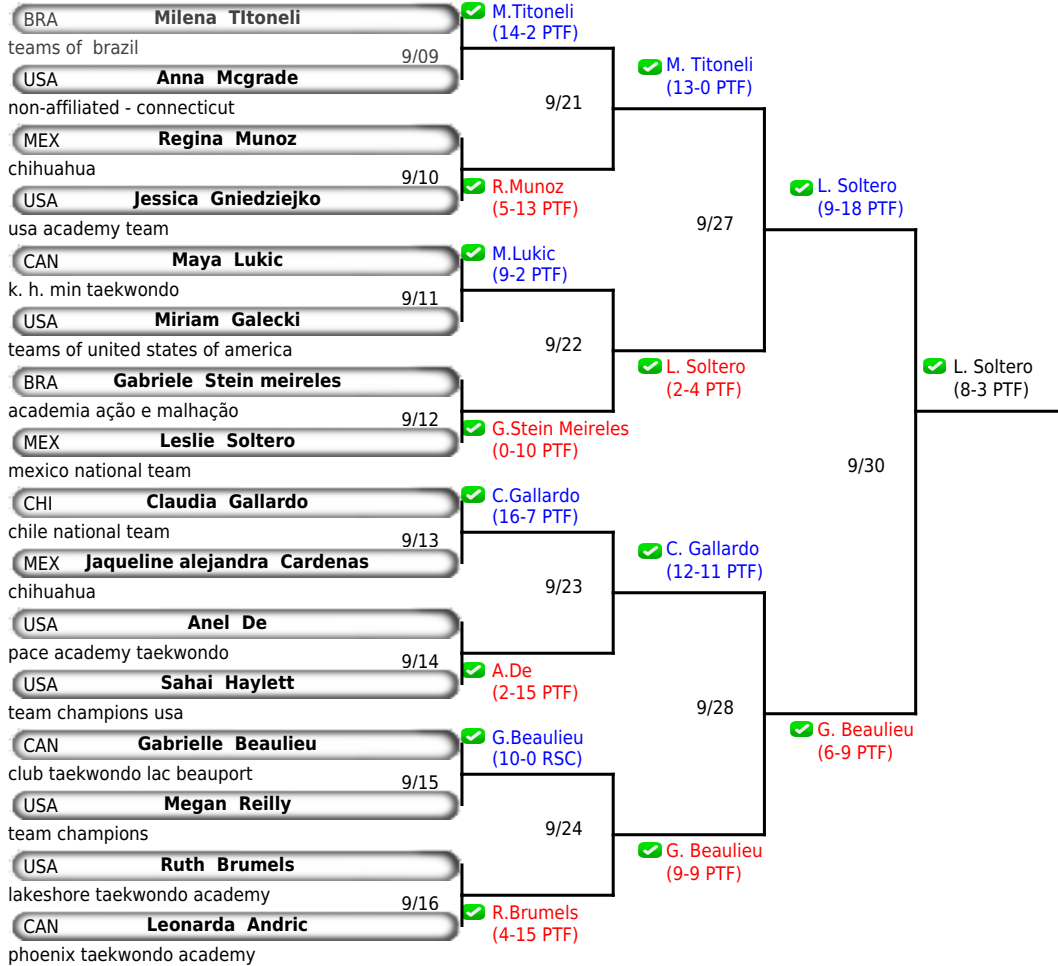 BRA Milena TItoneli
teams of brazil
9/09
USA Anna Mcgrade
non-affiliated - connecticut
MEX Regina Munoz
chihuahua
9/10
USA Jessica Gniedziejko
usa academy team
CAN Maya Lukic
k. h. min taekwondo
9/11
USA Miriam Galecki
teams of united states of america
BRA Gabriele Stein meireles
academia ação e malhação
9/12
MEX Leslie Soltero
mexico national team
CHI Claudia Gallardo
chile national team
9/13
MEX Jaqueline alejandra Cardenas
chihuahua
USA Anel De
pace academy taekwondo
9/14
USA Sahai Haylett
team champions usa
CAN Gabrielle Beaulieu
club taekwondo lac beauport
9/15
USA Megan Reilly
team champions
USA Ruth Brumels
lakeshore taekwondo academy
9/16
CAN Leonarda Andric
phoenix taekwondo academy
M.Titoneli
(14-2 PTF)
9/21
R.Munoz
(5-13 PTF)
M.Lukic
(9-2 PTF)
9/22
G.Stein Meireles
(0-10 PTF)
C.Gallardo
(16-7 PTF)
9/23
A.De
(2-15 PTF)
G.Beaulieu
(10-0 RSC)
9/24
R.Brumels
(4-15 PTF)
M. Titoneli
(13-0 PTF)
9/27
L. Soltero
(2-4 PTF)
C. Gallardo
(12-11 PTF)
9/28
G. Beaulieu
(9-9 PTF)
L. Soltero
(9-18 PTF)
9/30
G. Beaulieu
(6-9 PTF)
L. Soltero
(8-3 PTF)